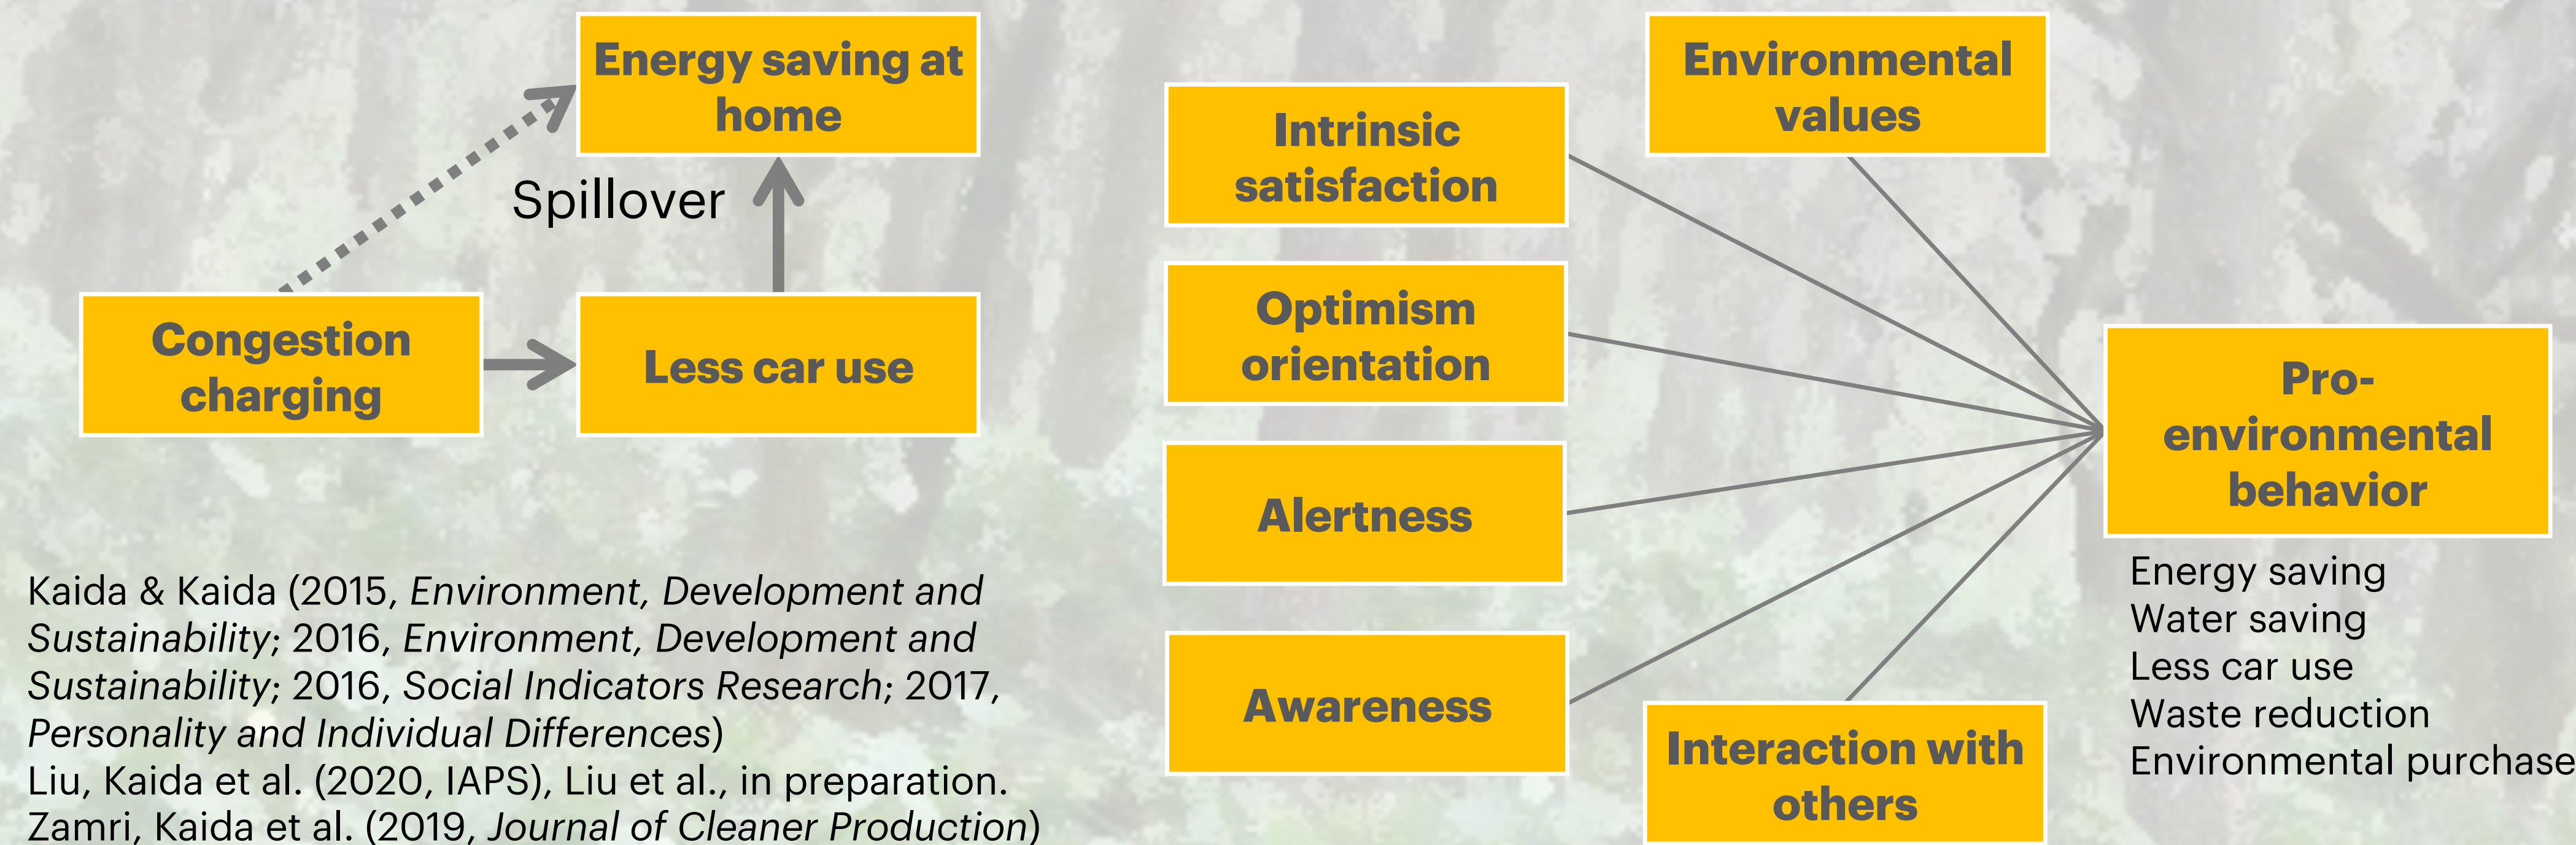 Energy saving at
home
Spillover
Congestion
charging
Less car use
Kaida & Kaida (2015, Environment, Development and
Sustainability; 2016, Environment, Development and
Sustainability; 2016, Social Indicators Research; 2017,
Personality and Individual Differences)
Liu, Kaida et al. (2020, IAPS), Liu et al., in preparation.
Zamri, Kaida et al. (2019, Journal of Cleaner Production)
Environmental
values
Intrinsic
satisfaction
Optimism
orientation
Alertness
Awareness
Interaction with
others
Pro-
environmental
behavior
Energy saving
Water saving
Less car use
Waste reduction
Environmental purchase